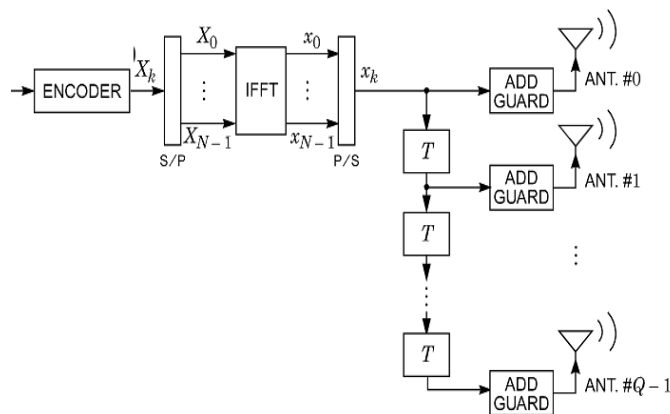 ENCODER
X_k
S/P
X_0
⋮
X_{N-1}
IFFT
x_0
⋮
x_{N-1}
P/S
x_k
ADD
GUARD
ANT. #0
T
ADD
GUARD
ANT. #1
T
⋮
⋮
T
ADD
GUARD
ANT. #Q-1